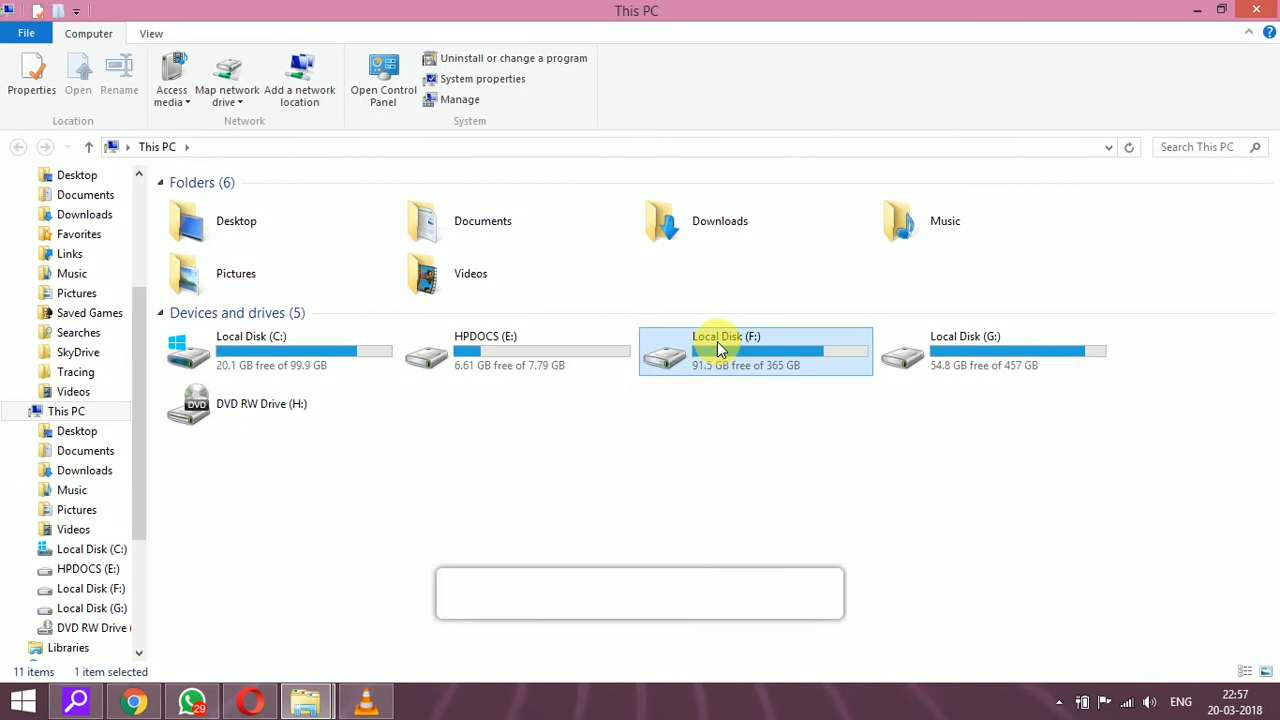 This PC
File
Computer
View
Properties
Open
Rename
Access media
Map network drive
Add a network location
Open Control Panel
Uninstall or change a program
System properties
Manage
Location
Network
System
This PC
Search This PC
Desktop
Documents
Downloads
Favorites
Links
Music
Pictures
Saved Games
Searches
SkyDrive
Tracing
Videos
This PC
Desktop
Documents
Downloads
Music
Pictures
Videos
Local Disk (C:)
HPDOCS (E:)
Local Disk (F:)
Local Disk (G:)
DVD RW Drive (
Libraries
Folders (6)
Desktop
Documents
Downloads
Music
Pictures
Videos
Devices and drives (5)
Local Disk (C:)
20.1 GB free of 99.9 GB
HPDOCS (E:)
6.61 GB free of 7.79 GB
Local Disk (F:)
91.5 GB free of 365 GB
Local Disk (G:)
54.8 GB free of 457 GB
DVD
DVD RW Drive (H:)
11 items
1 item selected
29
ENG
22:57
20-03-2018